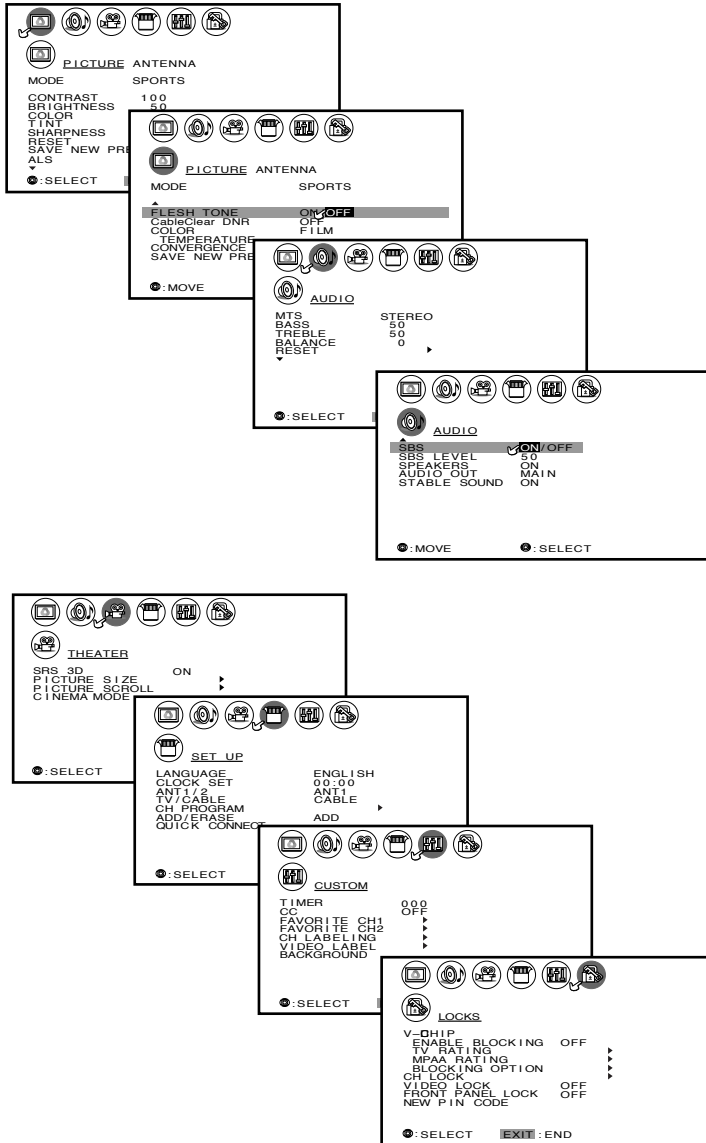 PICTURE ANTENNA
MODE SPORTS
CONTRAST 100
BRIGHTNESS 50
COLOR
TINT
SHARPNESS
RESET
SAVE NEW PRE
ALS
:SELECT
PICTURE ANTENNA
MODE SPORTS
FLESH TONE ON OFF
CableClear DNR OFF
COLOR FILM
TEMPERATURE
CONVERGENCE
SAVE NEW PRE
:MOVE
AUDIO
MTS STEREO
BASS 50
TREBLE 50
BALANCE 0
RESET
:SELECT
AUDIO
SBS ON/OFF
SBS LEVEL 50
SPEAKERS ON
AUDIO OUT MAIN
STABLE SOUND ON
:MOVE :SELECT
THEATER
SRS 3D ON
PICTURE SIZE
PICTURE SCROLL
CINEMA MODE
:SELECT
SET UP
LANGUAGE ENGLISH
CLOCK SET 00:00
ANT1/2 ANT1
TV/CABLE CABLE
CH PROGRAM
ADD/ERASE ADD
QUICK CONNECT
:SELECT
CUSTOM
TIMER 000
CC OFF
FAVORITE CH1
FAVORITE CH2
CH LABELING
VIDEO LABEL
BACKGROUND
:SELECT
LOCKS
V-CHIP
ENABLE BLOCKING OFF
TV RATING
MPAA RATING
BLOCKING OPTION
CH LOCK
VIDEO LOCK OFF
FRONT PANEL LOCK OFF
NEW PIN CODE
:SELECT EXIT :END